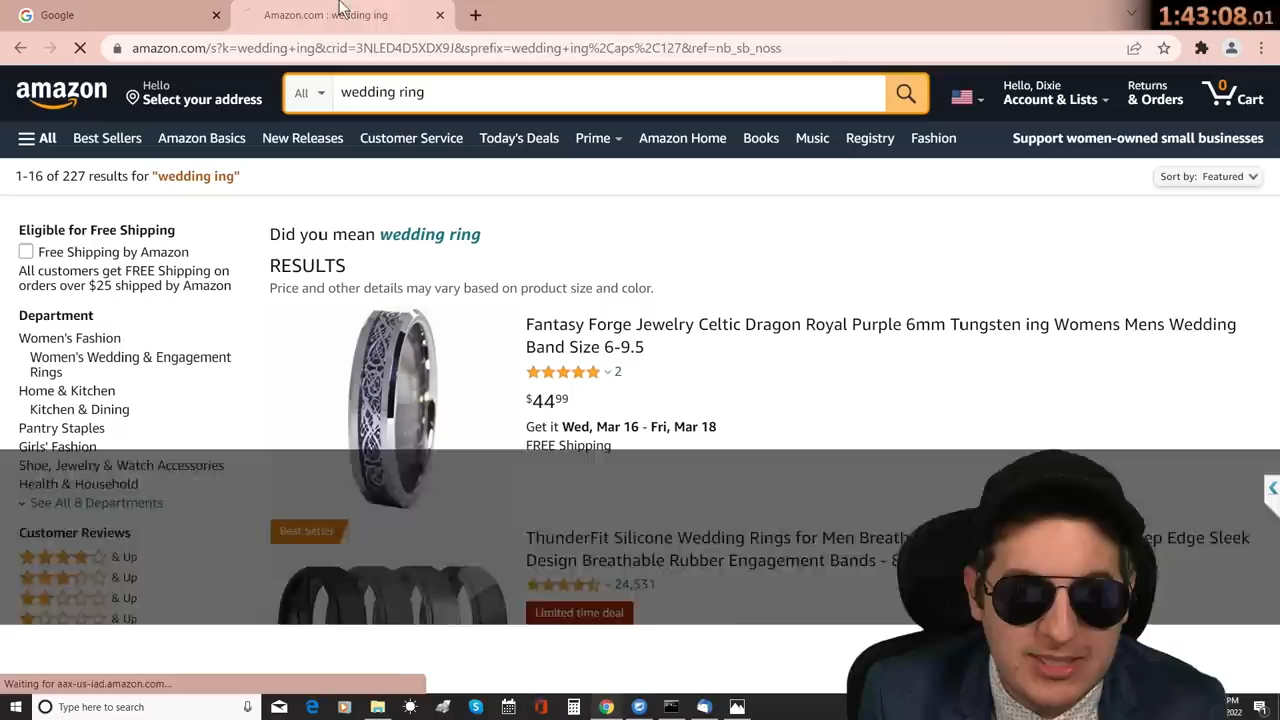 Google
Amazon.com : wedding ing
1:43:08.01
amazon.com/s?k=wedding+ing&crid=3NLED4D5XDX9J&sprefix=wedding+ing%2Caps%2C127&ref=nb_sb_noss
amazon
Hello
Select your address
All
wedding ring
Hello, Dixie
Account & Lists
Returns
& Orders
0
Cart
All
Best Sellers
Amazon Basics
New Releases
Customer Service
Today's Deals
Prime
Amazon Home
Books
Music
Registry
Fashion
Support women-owned small businesses
1-16 of 227 results for "wedding ing"
Sort by: Featured
Eligible for Free Shipping
Free Shipping by Amazon
All customers get FREE Shipping on
orders over $25 shipped by Amazon
Department
Women's Fashion
Women's Wedding & Engagement
Rings
Home & Kitchen
Kitchen & Dining
Pantry Staples
Girls' Fashion
Shoe, Jewelry & Watch Accessories
Health & Household
See All 8 Departments
Customer Reviews
& Up
& Up
& Up
& Up
Did you mean wedding ring
RESULTS
Price and other details may vary based on product size and color.
Fantasy Forge Jewelry Celtic Dragon Royal Purple 6mm Tungsten ing Womens Mens Wedding
Band Size 6-9.5
2
$44 99
Get it Wed, Mar 16 - Fri, Mar 18
FREE Shipping
Best Seller
ThunderFit Silicone Wedding Rings for Men Breath ep Edge Sleek
Design Breathable Rubber Engagement Bands -
24,531
Limited time deal
Waiting for aax-us-iad.amazon.com...
Type here to search
PM
2022